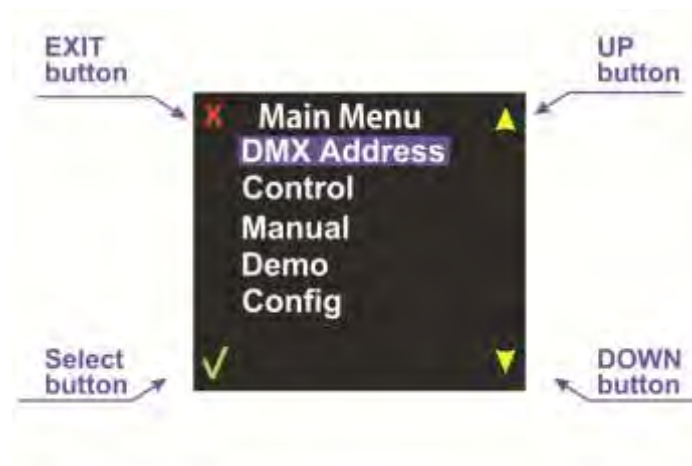 EXIT
button
UP
button
X
Main Menu
DMX Address
Control
Manual
Demo
Config
Select
button
DOWN
button